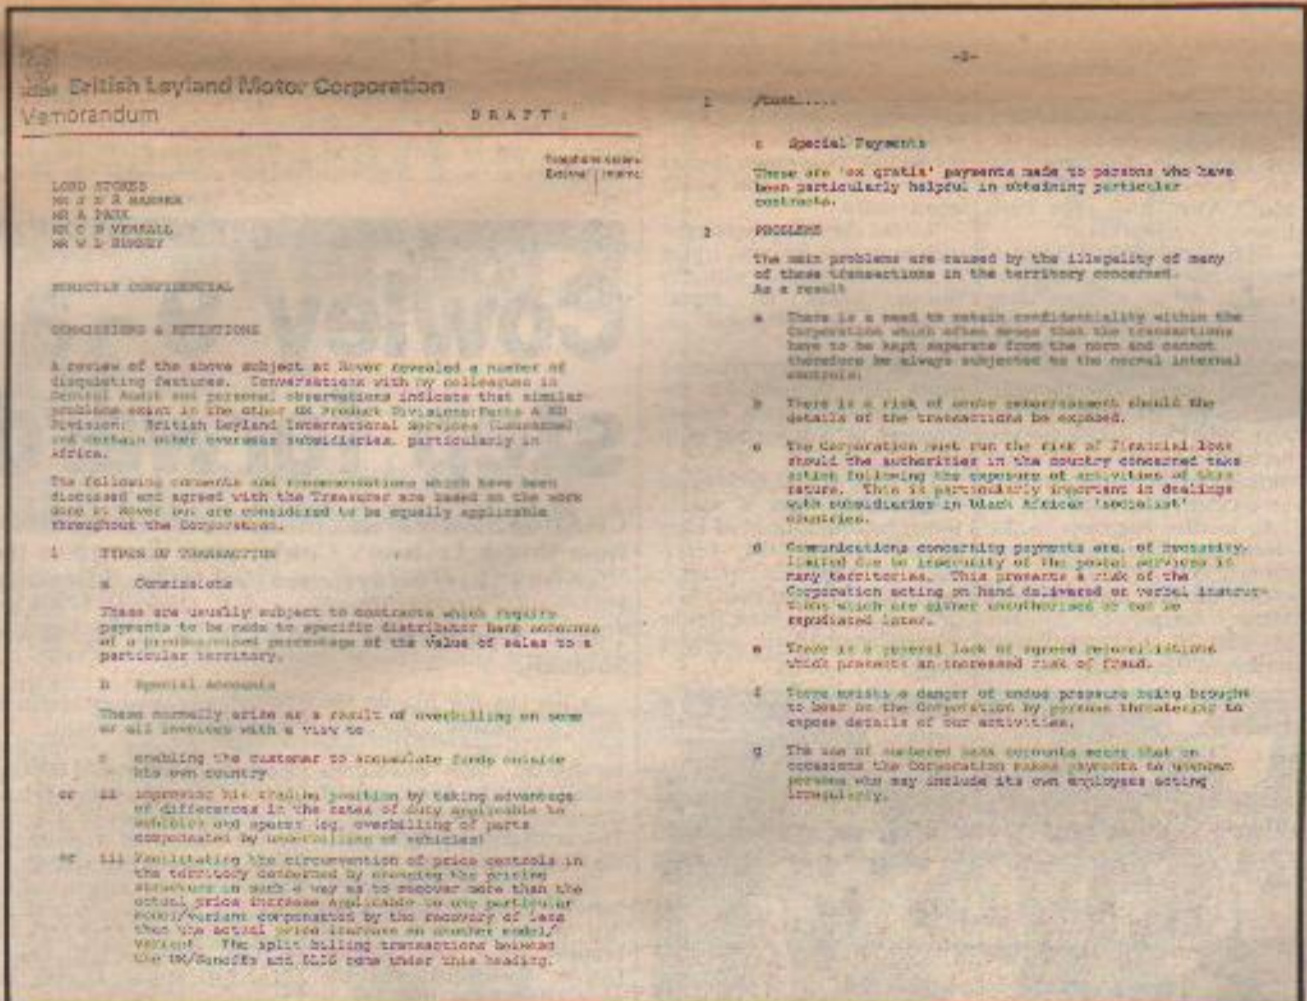 British Leyland Motor Corporation
Memorandum
DRAFT:
LORD STOKES
MR A PARK
STRICTLY CONFIDENTIAL
COMMISSIONS & RETENTIONS
A review of the above subject at Rover revealed a number of
disquieting features. Conversations with my colleagues in
Central Audit and personal observations indicate that similar
problems exist in the other UK Product Divisions: Parts & KD
Division: British Leyland International Services (Lausanne)
and certain other overseas subsidiaries, particularly in
Africa.
The following comments and recommendations which have been
discussed and agreed with the Treasurer are based on the work
done at Rover but are considered to be equally applicable
throughout the Corporation.
1 TYPES OF TRANSACTION
a Commissions
These are usually subject to contracts which require
payments to be made to specific distributor bank accounts
of a predetermined percentage of the value of sales to a
particular territory.
b Special Accounts
These normally arise as a result of overbilling on some
or all invoices with a view to
enabling the customer to accumulate funds outside
his own country
or ii improving his trading position by taking advantage
of differences in the rates of duty applicable to
vehicles and spares (eg. overbilling of parts
compensated by underbilling of vehicles)
or iii Facilitating the circumvention of price controls in
the territory concerned by changing the pricing
structure in such a way as to recover more than the
actual price increase applicable to one particular
model/variant compensated by the recovery of less
than the actual price increase on another model/
variant. The split billing transactions between
the UK/ and come under this heading.
-2-
1 /cont.....
c Special Payments
These are 'ex gratia' payments made to persons who have
been particularly helpful in obtaining particular
contracts.
2 PROBLEMS
The main problems are caused by the illegality of many
of these transactions in the territory concerned.
As a result
a There is a need to retain confidentiality within the
Corporation which often means that the transactions
have to be kept separate from the norm and cannot
therefore be always subjected to the normal internal
controls.
b There is a risk of acute embarrassment should the
details of the transactions be exposed.
c The Corporation must run the risk of financial loss
should the authorities in the country concerned take
action following the exposure of activities of this
nature. This is particularly important in dealings
with subsidiaries in black African 'socialist'
countries.
d Communications concerning payments are, of necessity,
limited due to insecurity of the postal services in
many territories. This presents a risk of the
Corporation acting on hand delivered or verbal instruc-
tions which are either unauthorised or can be
repudiated later.
e There is a general lack of agreed reconciliations
which presents an increased risk of fraud.
f There exists a danger of undue pressure being brought
to bear on the Corporation by persons threatening to
expose details of our activities.
g The use of numbered bank accounts means that on
occasions the Corporation makes payments to unknown
persons who may include its own employees acting
irregularly.